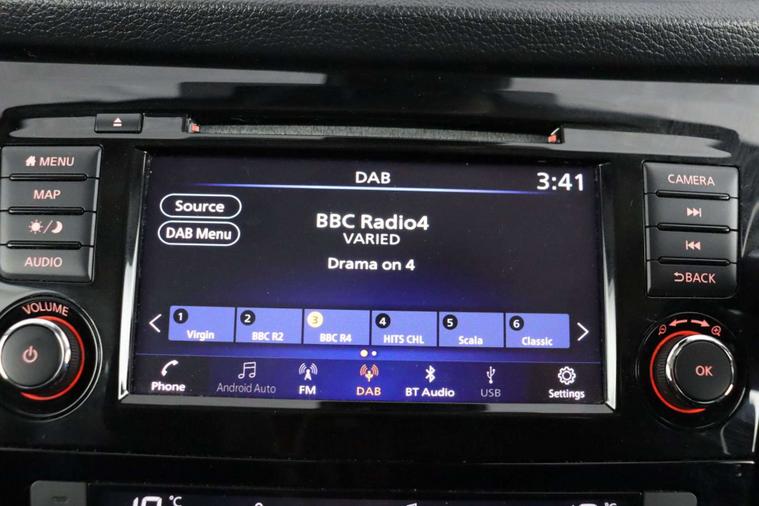 MENU
MAP
AUDIO
VOLUME
DAB
3:41
Source
DAB Menu
BBC Radio4
VARIED
Drama on 4
1 Virgin
2 BBC R2
3 BBC R4
4 HITS CHL
5 Scala
6 Classic
Phone
Android Auto
FM
DAB
BT Audio
USB
Settings
CAMERA
BACK
OK
°C
°C